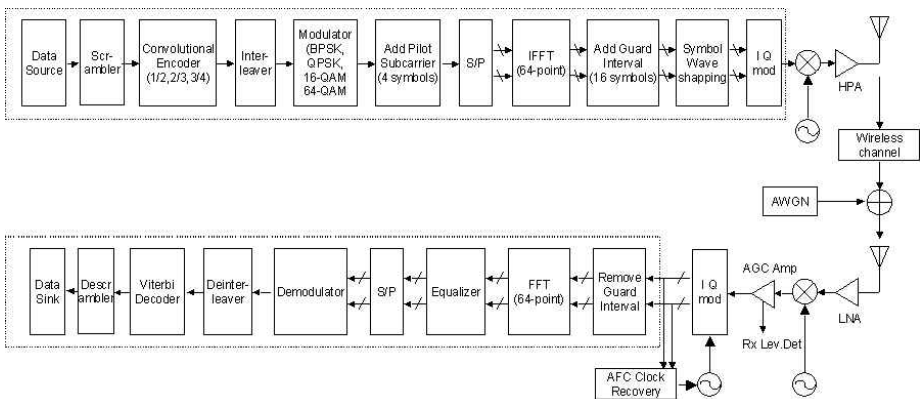 Data
Source
Scr-
ambler
Convolutional
Encoder
(1/2,2/3,3/4)
Inter-
leaver
Modulator
(BPSK,
QPSK,
16-QAM
64-QAM
Add Pilot
Subcarrier
(4 symbols)
S/P
IFFT
(64-point)
Add Guard
Interval
(16 symbols)
Symbol
Wave
shapping
I Q
mod
HPA
Wireless
channel
AWGN
Data
Sink
Descr-
ambler
Viterbi
Decoder
Deinter-
leaver
Demodulator
S/P
Equalizer
FFT
(64-point)
Remove
Guard
Interval
I Q
mod
AGC Amp
LNA
Rx Lev.Det
AFC Clock
Recovery